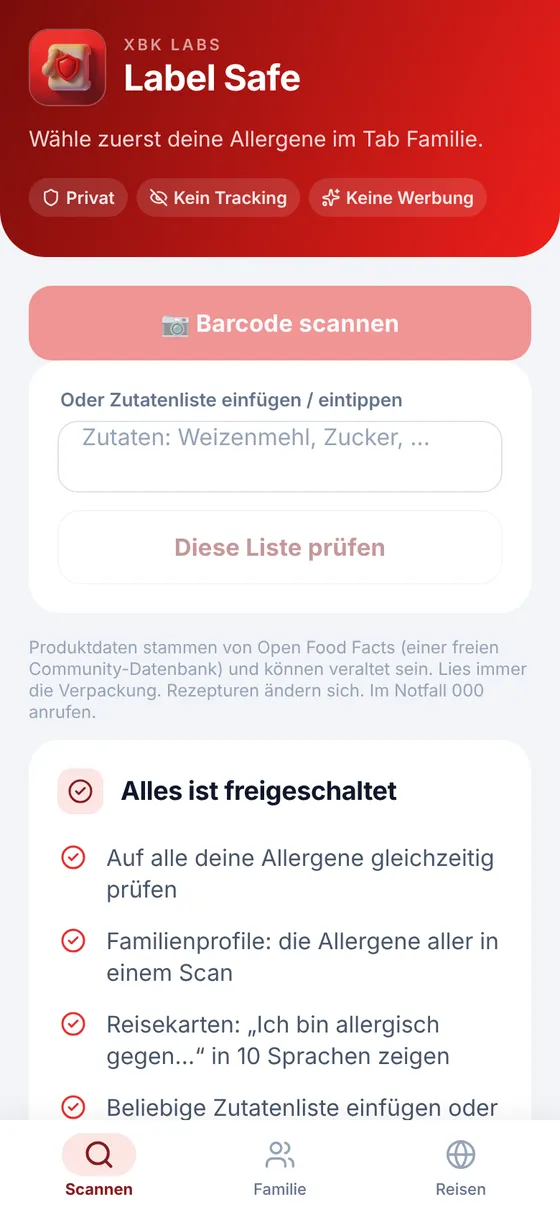 XBK LABS
Label Safe
Wähle zuerst deine Allergene im Tab Familie.
Privat
Kein Tracking
Keine Werbung
Barcode scannen
Oder Zutatenliste einfügen / eintippen
Zutaten: Weizenmehl, Zucker, ...
Diese Liste prüfen
Produktdaten stammen von Open Food Facts (einer freien
Community-Datenbank) und können veraltet sein. Lies immer
die Verpackung. Rezepturen ändern sich. Im Notfall 000
anrufen.
Alles ist freigeschaltet
Auf alle deine Allergene gleichzeitig
prüfen
Familienprofile: die Allergene aller in
einem Scan
Reisekarten: „Ich bin allergisch
gegen...“ in 10 Sprachen zeigen
Beliebige Zutatenliste einfügen oder
Scannen
Familie
Reisen